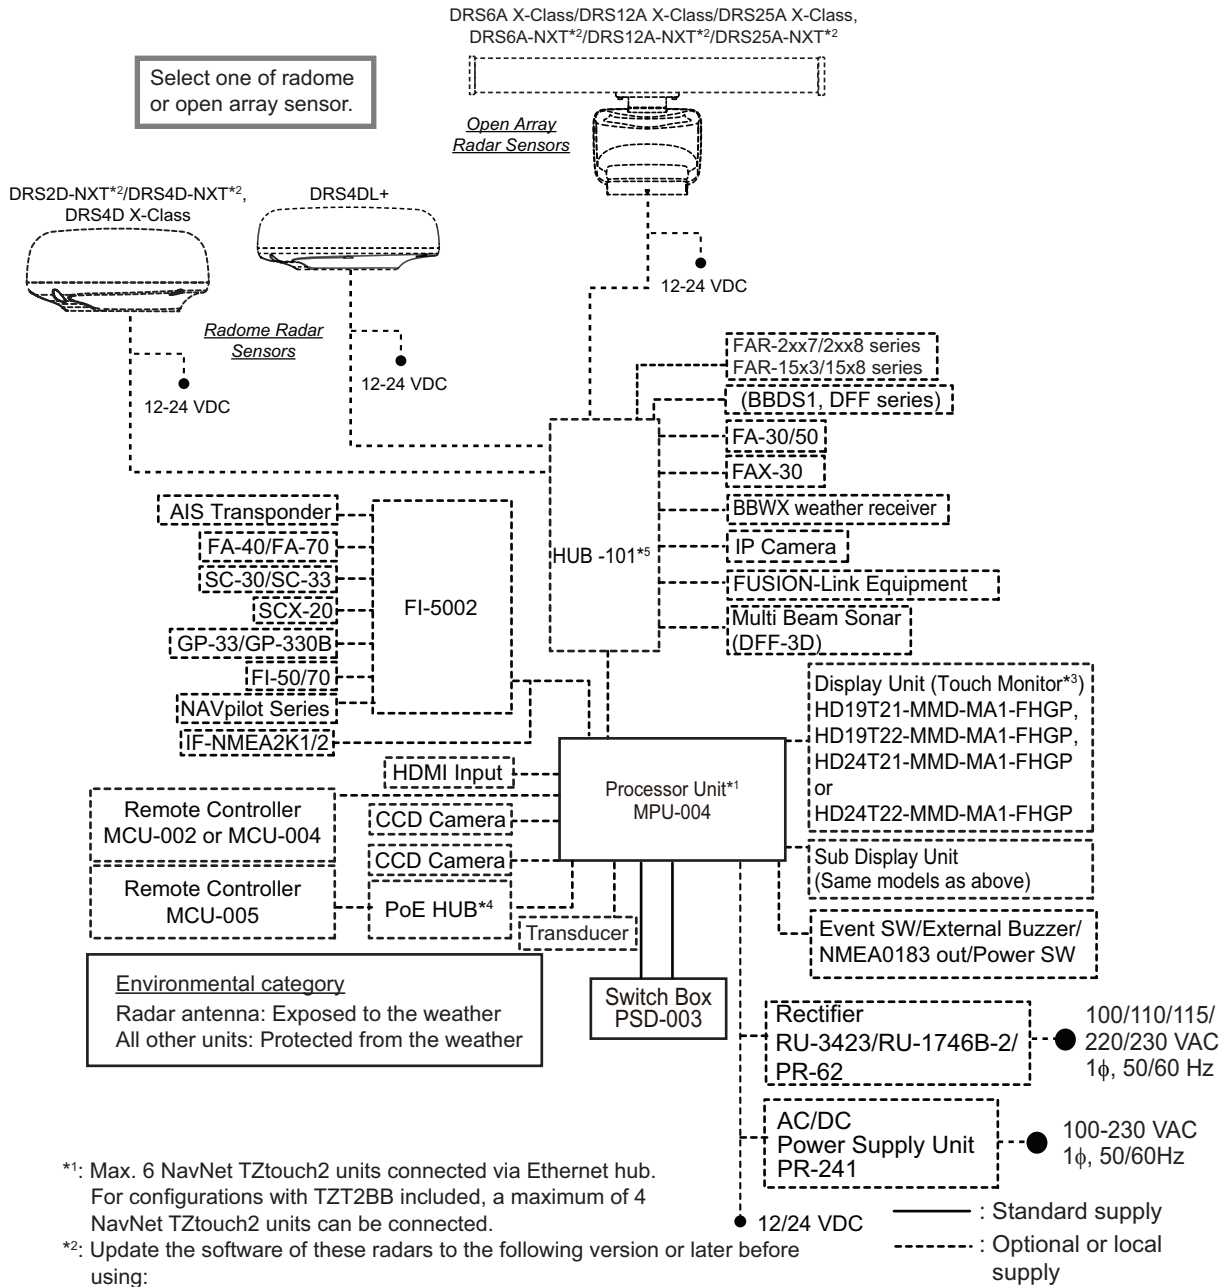 DRS6A X-Class/DRS12A X-Class/DRS25A X-Class,
DRS6A-NXT*2/DRS12A-NXT*2/DRS25A-NXT*2
Select one of radome
or open array sensor.
Open Array
Radar Sensors
DRS2D-NXT*2/DRS4D-NXT*2,
DRS4D X-Class
DRS4DL+
12-24 VDC
Radome Radar
Sensors
12-24 VDC
12-24 VDC
FAR-2xx7/2xx8 series
FAR-15x3/15x8 series
(BBDS1, DFF series)
FA-30/50
FAX-30
BBWX weather receiver
IP Camera
FUSION-Link Equipment
Multi Beam Sonar
(DFF-3D)
HUB -101*5
AIS Transponder
FA-40/FA-70
SC-30/SC-33
SCX-20
GP-33/GP-330B
FI-50/70
NAVpilot Series
IF-NMEA2K1/2
FI-5002
Display Unit (Touch Monitor*3)
HD19T21-MMD-MA1-FHGP,
HD19T22-MMD-MA1-FHGP,
HD24T21-MMD-MA1-FHGP
or
HD24T22-MMD-MA1-FHGP
HDMI Input
Processor Unit*1
MPU-004
Remote Controller
MCU-002 or MCU-004
CCD Camera
CCD Camera
Sub Display Unit
(Same models as above)
Remote Controller
MCU-005
PoE HUB*4
Transducer
Event SW/External Buzzer/
NMEA0183 out/Power SW
Environmental category
Radar antenna: Exposed to the weather
All other units: Protected from the weather
Switch Box
PSD-003
Rectifier
RU-3423/RU-1746B-2/
PR-62
100/110/115/
220/230 VAC
1ϕ, 50/60 Hz
AC/DC
Power Supply Unit
PR-241
100-230 VAC
1ϕ, 50/60Hz
12/24 VDC
*1: Max. 6 NavNet TZtouch2 units connected via Ethernet hub.
For configurations with TZT2BB included, a maximum of 4
NavNet TZtouch2 units can be connected.
*2: Update the software of these radars to the following version or later before
using:
: Standard supply
: Optional or local
supply